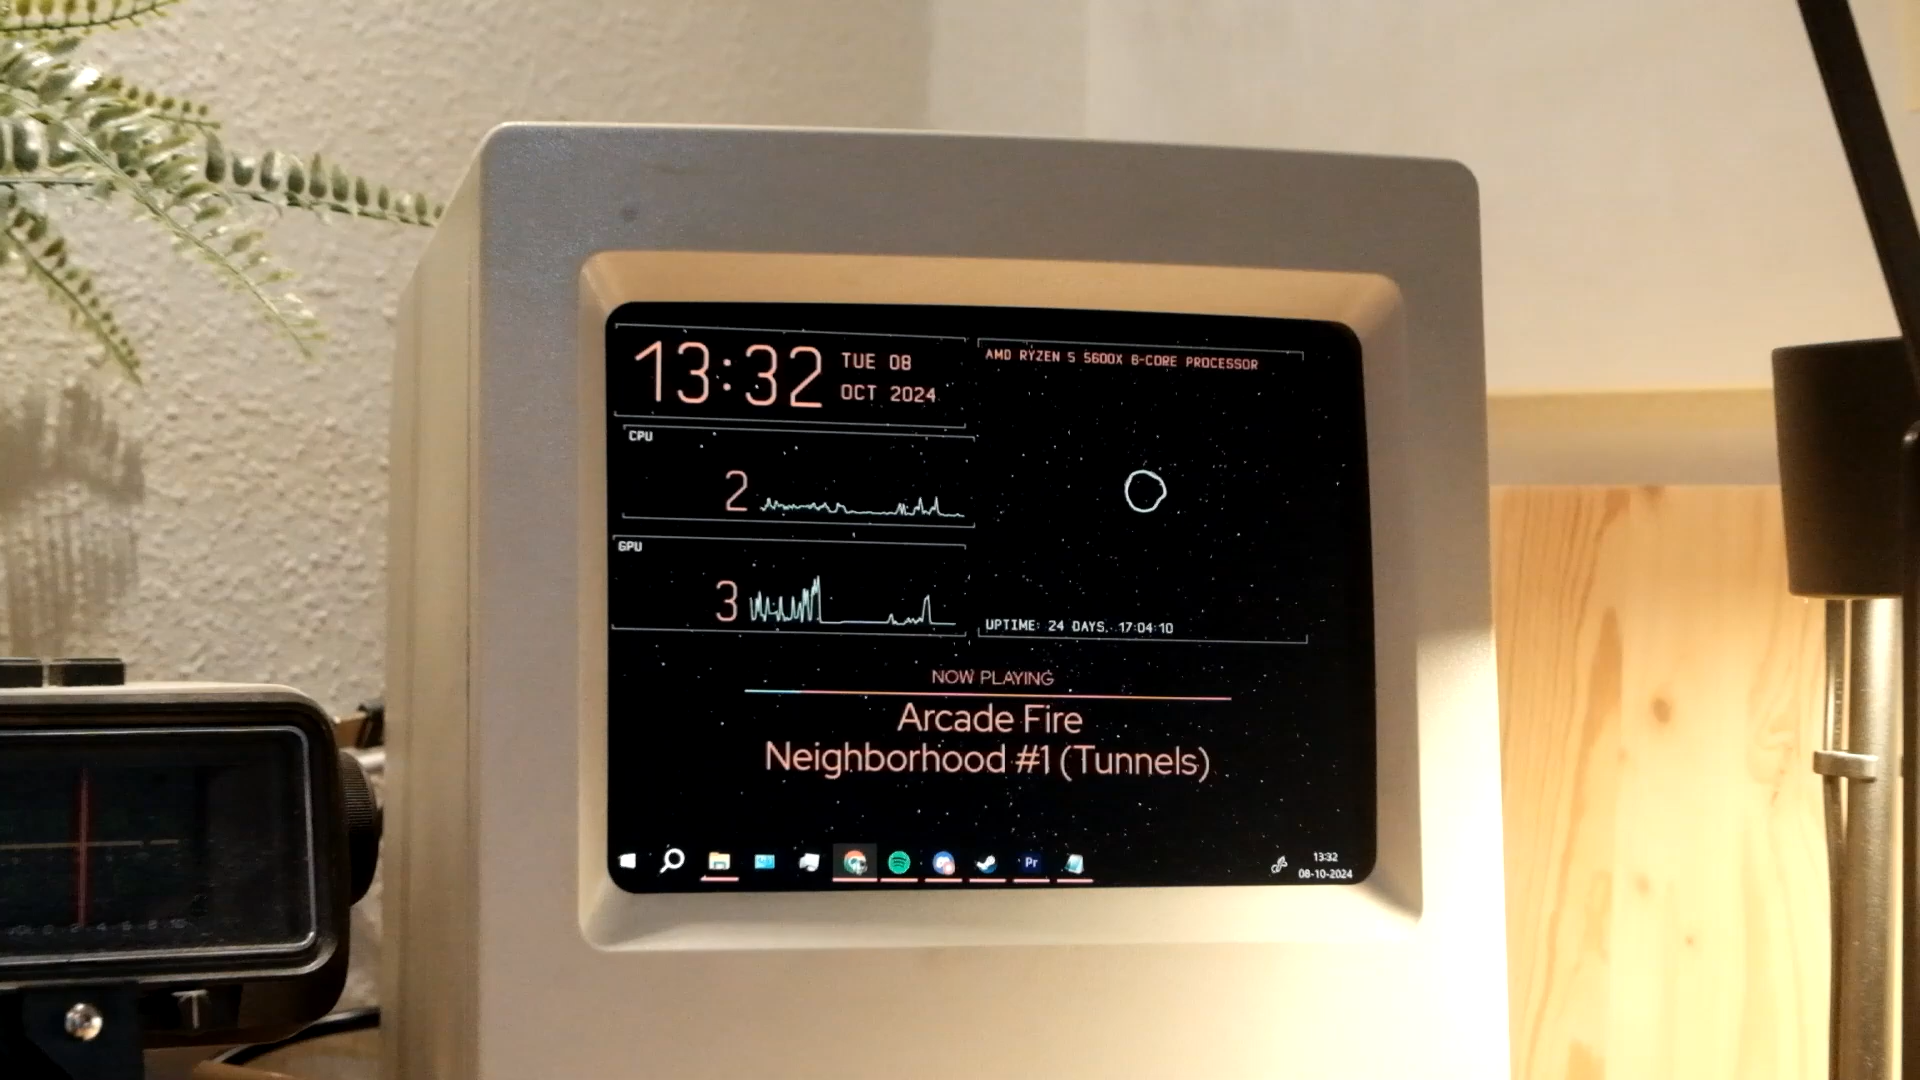 13:32
TUE 08
OCT 2024
AMD RYZEN 5 5600X 6-CORE PROCESSOR
CPU
2
GPU
3
UPTIME: 24 DAYS, 17:04:10
NOW PLAYING
Arcade Fire
Neighborhood #1 (Tunnels)
Pr
13:32
08-10-2024